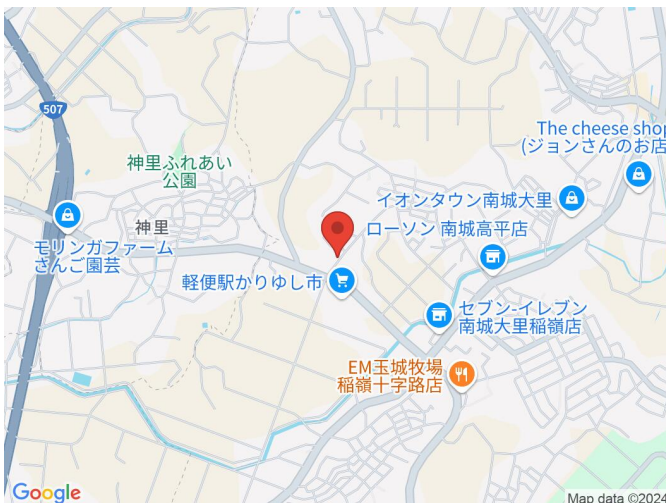 507
The cheese shop
(ジョンさんのお店
神里ふれあい
公園
イオンタウン南城大里
神里
ローソン 南城高平店
モリンガファーム
さんご園芸
軽便駅かりゆし市
セブン-イレブン
南城大里稲嶺店
EM玉城牧場
稲嶺十字路店
Google
Map data ©2024